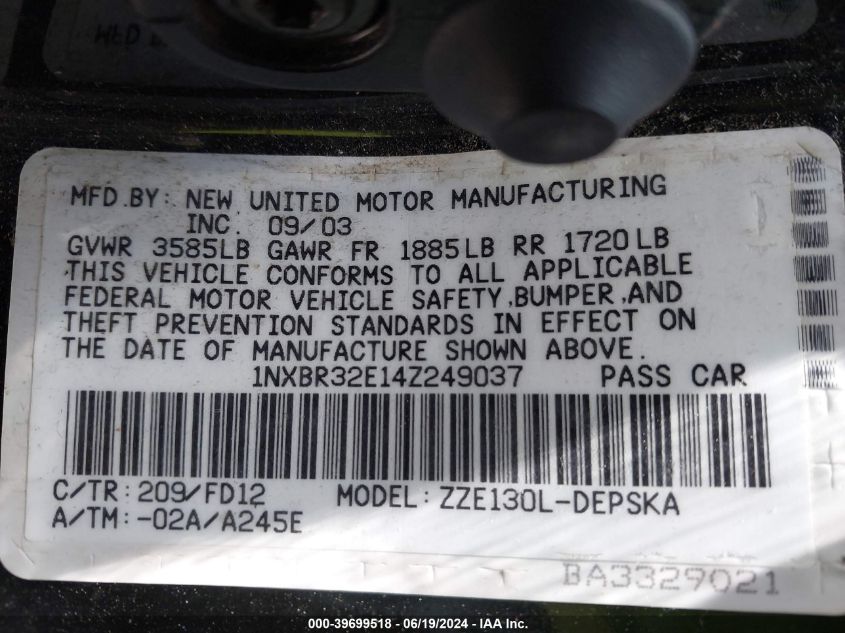 MFD.BY: NEW UNITED MOTOR MANUFACTURING
INC. 09/03
GVWR 3585LB GAWR FR 1885LB RR 1720LB
THIS VEHICLE CONFORMS TO ALL APPLICABLE
FEDERAL MOTOR VEHICLE SAFETY,BUMPER,AND
THEFT PREVENTION STANDARDS IN EFFECT ON
THE DATE OF MANUFACTURE SHOWN ABOVE.
1NXBR32E14Z249037 PASS CAR
C/TR:209/FD12 MODEL:ZZE130L-DEPSKA
A/TM:-02A/A245E
BA3329021
000-39699518 - 06/19/2024 - IAA Inc.